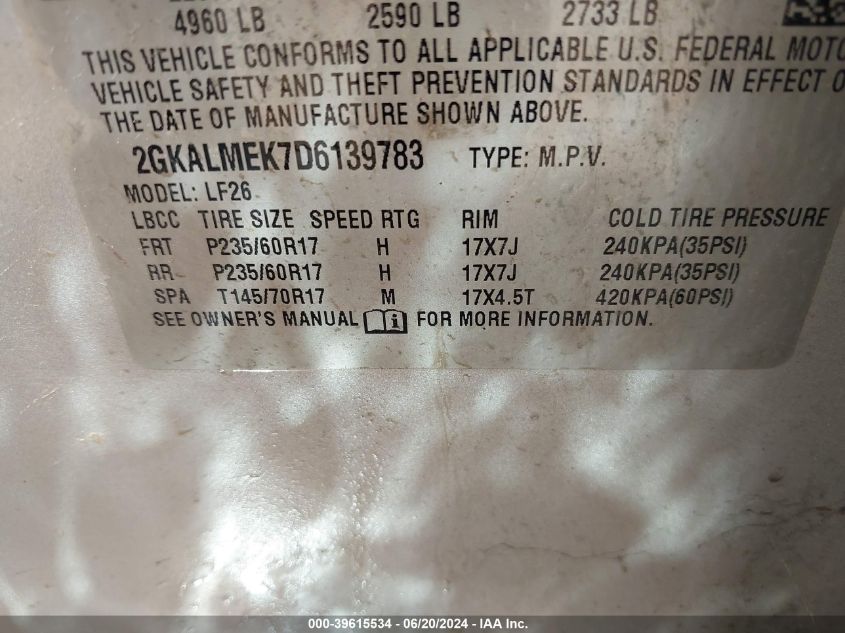 4960 LB 2590 LB 2733 LB
THIS VEHICLE CONFORMS TO ALL APPLICABLE U.S. FEDERAL MOTO
VEHICLE SAFETY AND THEFT PREVENTION STANDARDS IN EFFECT O
THE DATE OF MANUFACTURE SHOWN ABOVE.
2GKALMEK7D6139783 TYPE: M.P.V.
MODEL: LF26
LBCC TIRE SIZE SPEED RTG RIM COLD TIRE PRESSURE
FRT P235/60R17 H 17X7J 240KPA(35PSI)
RR P235/60R17 H 17X7J 240KPA(35PSI)
SPA T145/70R17 M 17X4.5T 420KPA(60PSI)
SEE OWNER'S MANUAL i FOR MORE INFORMATION.
000-39615534 / 06/20/2024 - IAA Inc.